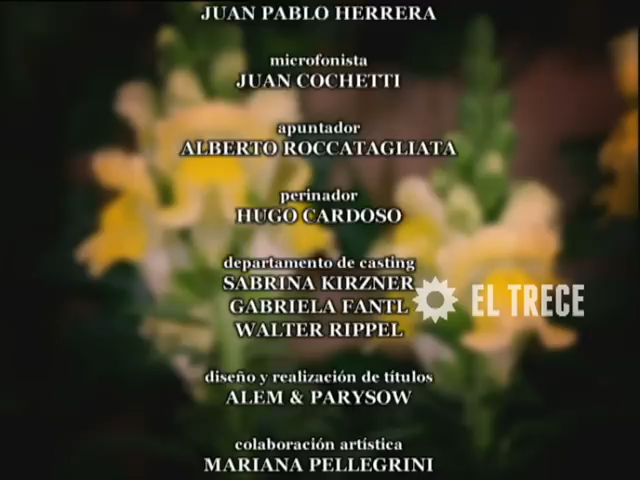 JUAN PABLO HERRERA
microfonista
JUAN COCHETTI
apuntador
ALBERTO ROCCATAGLIATA
perinador
HUGO CARDOSO
departamento de casting
SABRINA KIRZNER
GABRIELA FANTL
WALTER RIPPEL
EL TRECE
diseño y realización de títulos
ALEM & PARYSOW
colaboración artística
MARIANA PELLEGRINI